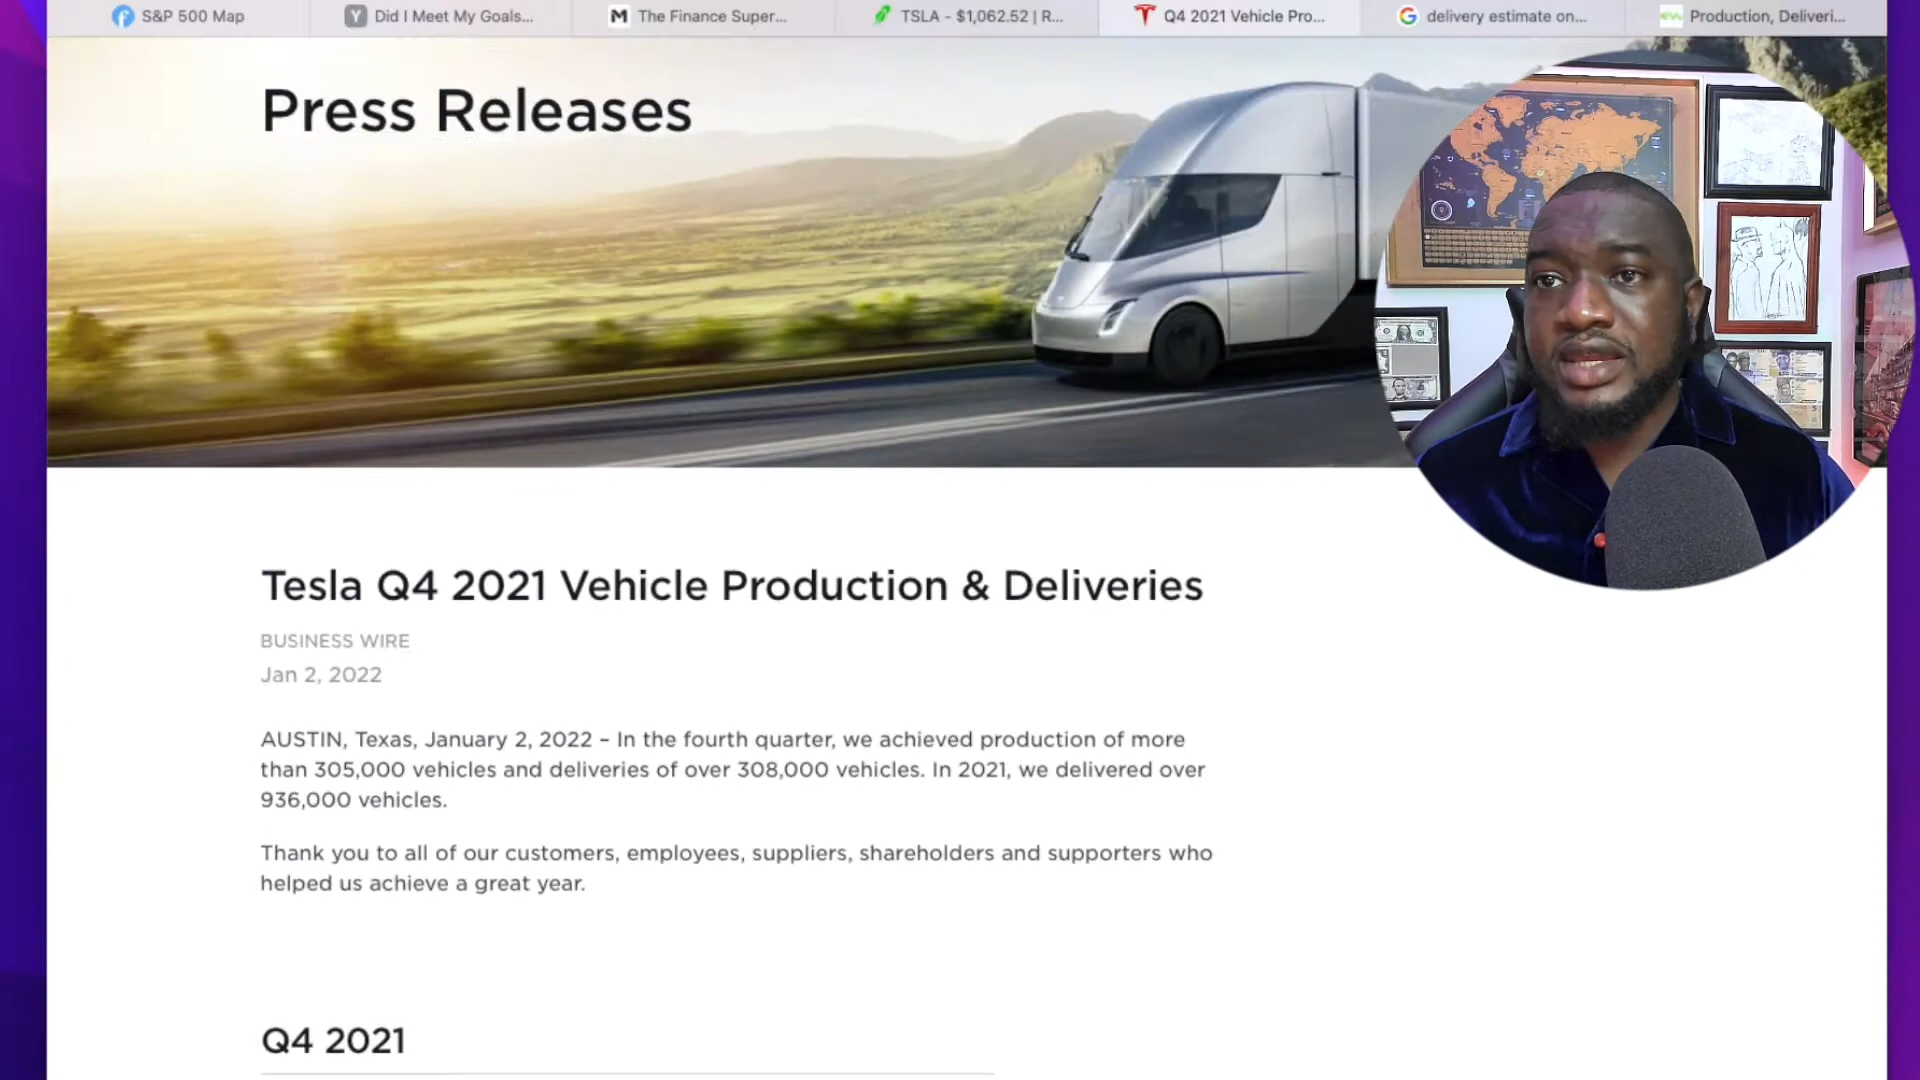 S&P 500 Map
Did I Meet My Goals...
The Finance Super...
TSLA - $1,062.52 | R...
Q4 2021 Vehicle Pro...
delivery estimate on...
Production, Deliveri...
Press Releases
Tesla Q4 2021 Vehicle Production & Deliveries
BUSINESS WIRE
Jan 2, 2022
AUSTIN, Texas, January 2, 2022 – In the fourth quarter, we achieved production of more
than 305,000 vehicles and deliveries of over 308,000 vehicles. In 2021, we delivered over
936,000 vehicles.
Thank you to all of our customers, employees, suppliers, shareholders and supporters who
helped us achieve a great year.
Q4 2021